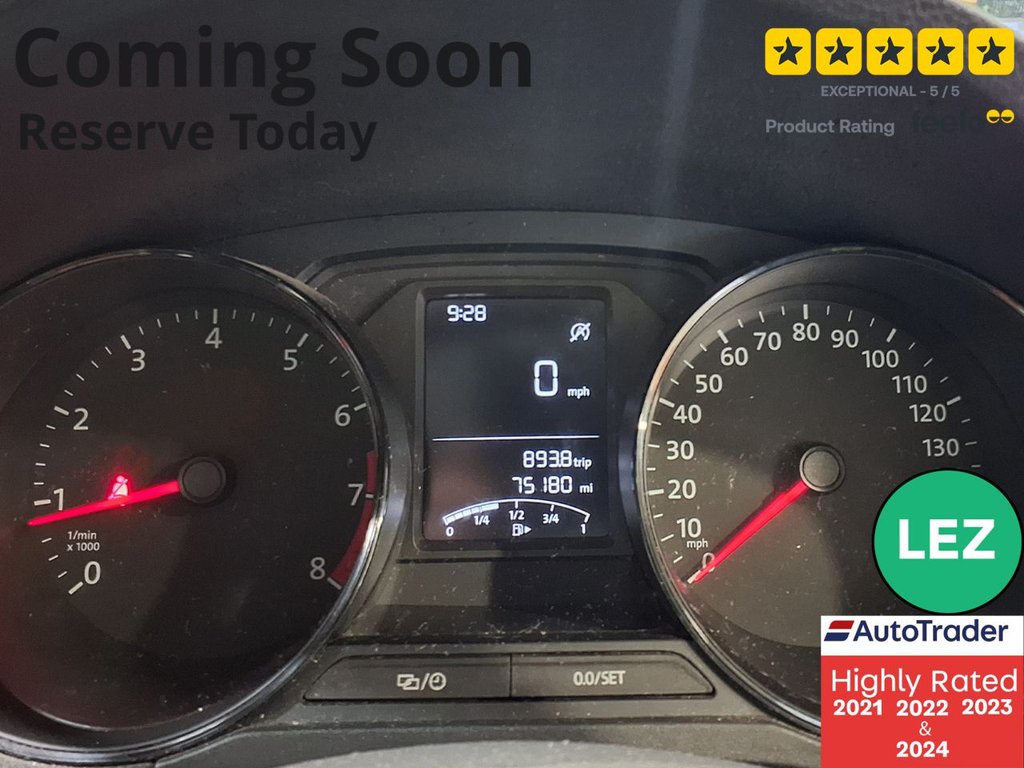 Coming Soon
Reserve Today
EXCEPTIONAL - 5 / 5
Product Rating feefo
9:28
0 mph
893.8 trip
75180 mi
0 1/4 1/2 3/4 1
0 1 2 3 4 5 6 7 8
1/min
x 1000
0 10 20 30 40 50 60 70 80 90 100 110 120 130
mph
0.0/SET
LEZ
AutoTrader
Highly Rated
2021 2022 2023
&
2024